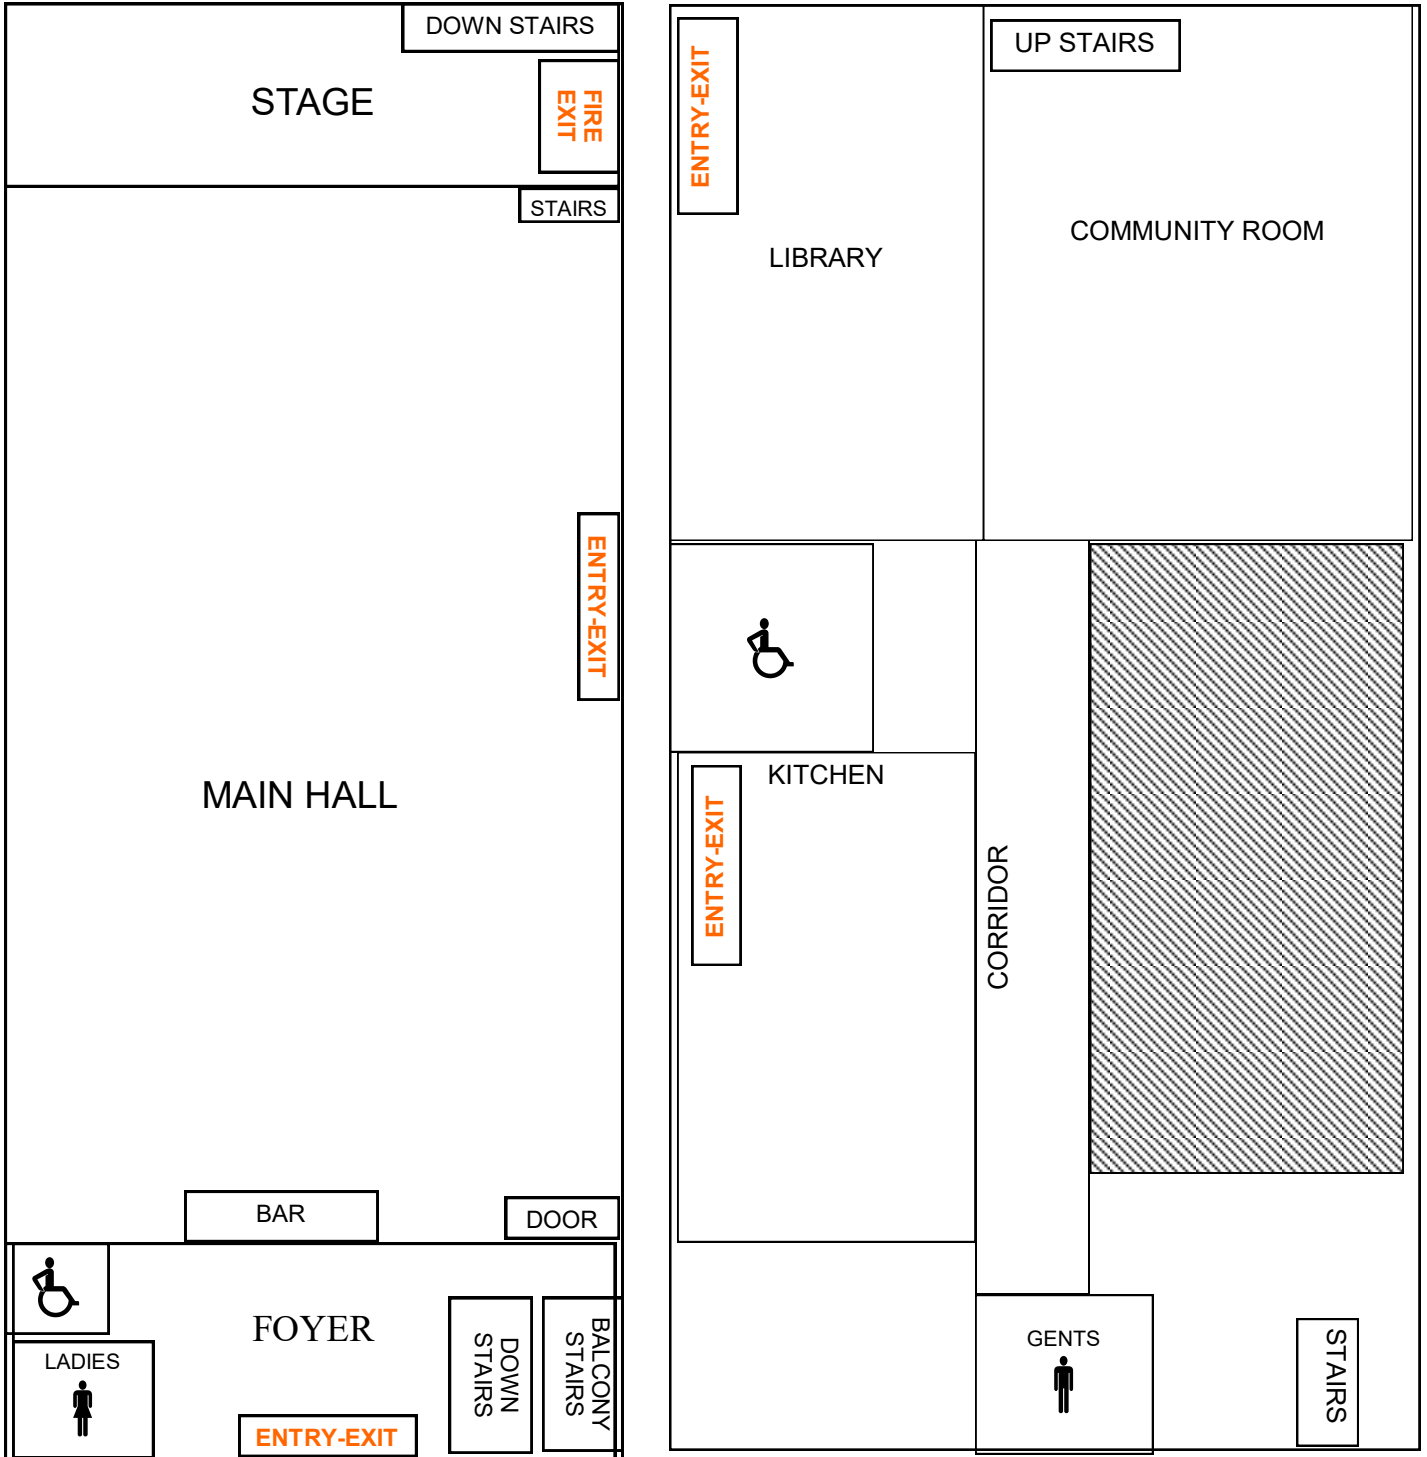 DOWN STAIRS
STAGE
FIRE
EXIT
STAIRS
ENTRY-EXIT
MAIN HALL
BAR
DOOR
FOYER
LADIES
DOWN
STAIRS
BALCONY
STAIRS
ENTRY-EXIT
ENTRY-EXIT
UP STAIRS
LIBRARY
COMMUNITY ROOM
KITCHEN
ENTRY-EXIT
CORRIDOR
GENTS
STAIRS